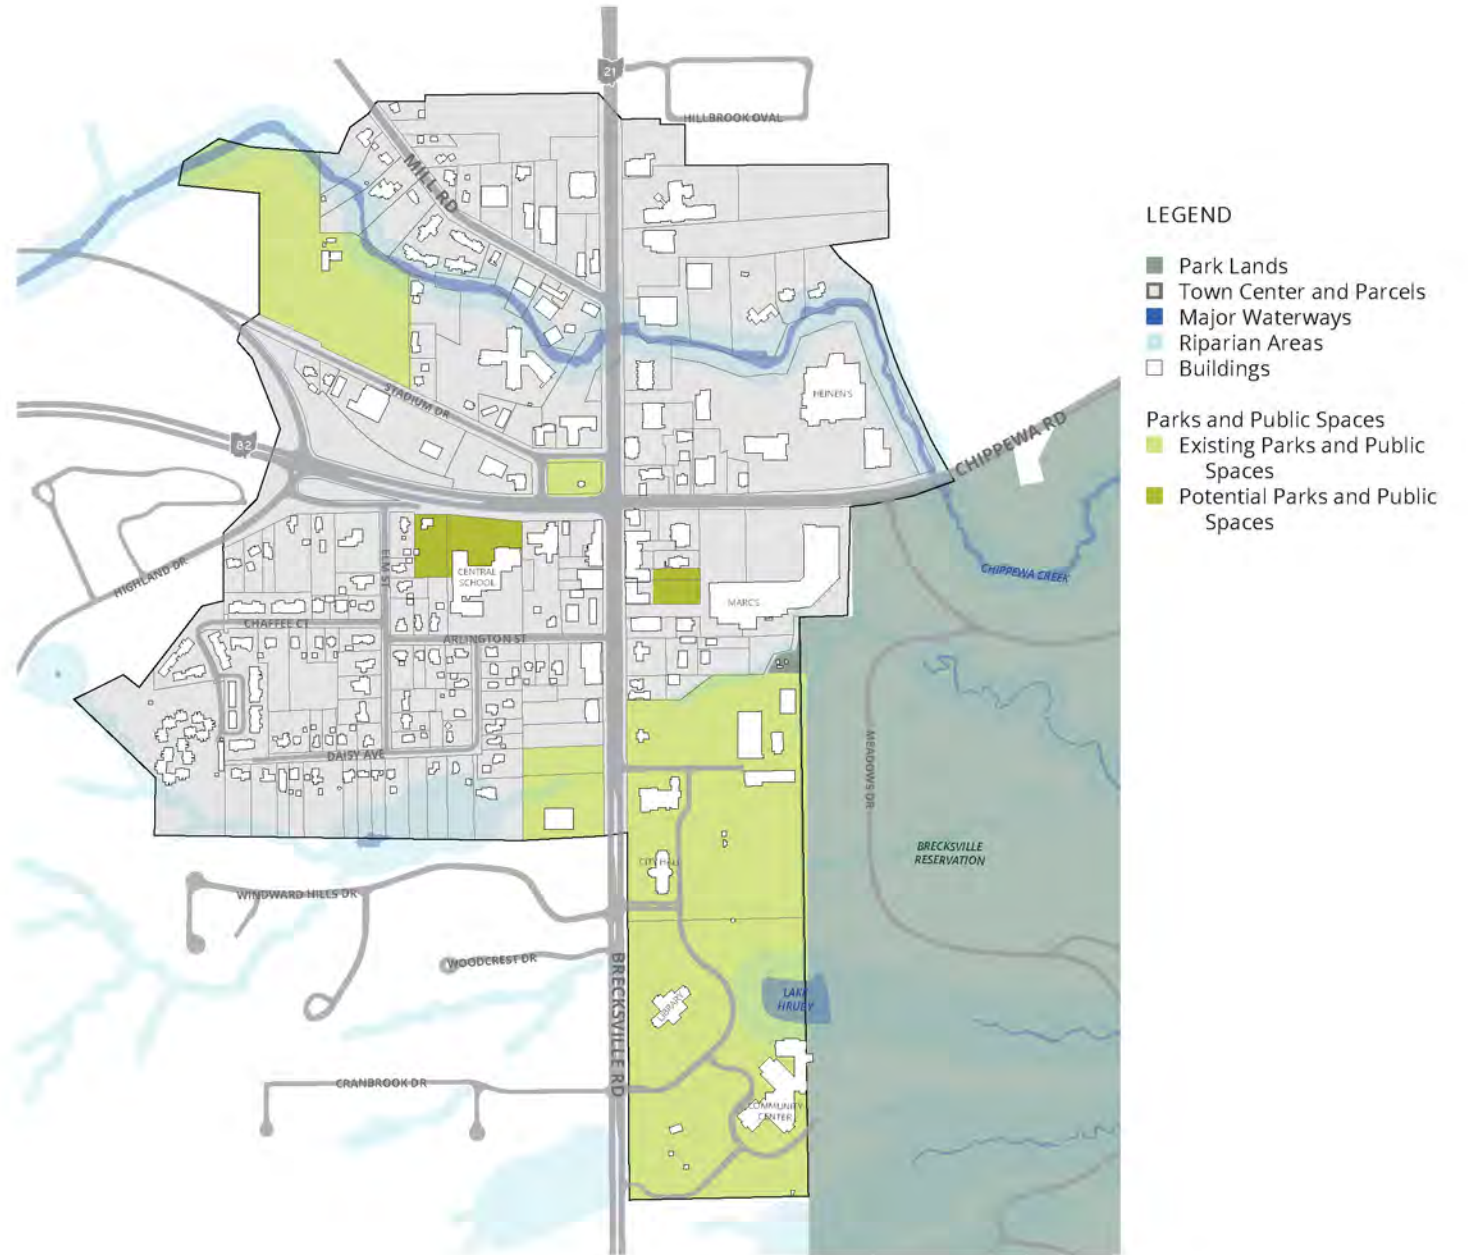 21
HILLBROOK OVAL
MILL RD
LEGEND
Park Lands
Town Center and Parcels
Major Waterways
Riparian Areas
Buildings
Parks and Public Spaces
Existing Parks and Public
Spaces
Potential Parks and Public
Spaces
STADIUM DR
HEINEN'S
82
CHIPPEWA RD
HIGHLAND DR
ELM ST
CENTRAL
SCHOOL
CHIPPEWA CREEK
MARC'S
CHAFFEE CT
ARLINGTON ST
DAISY AVE
MEADOWS DR
BRECKSVILLE
RESERVATION
CITY HALL
WINDWARD HILLS DR
WOODCREST DR
BRECKSVILLE RD
LIBRARY
LAKE
HRUBY
CRANBROOK DR
COMMUNITY
CENTER